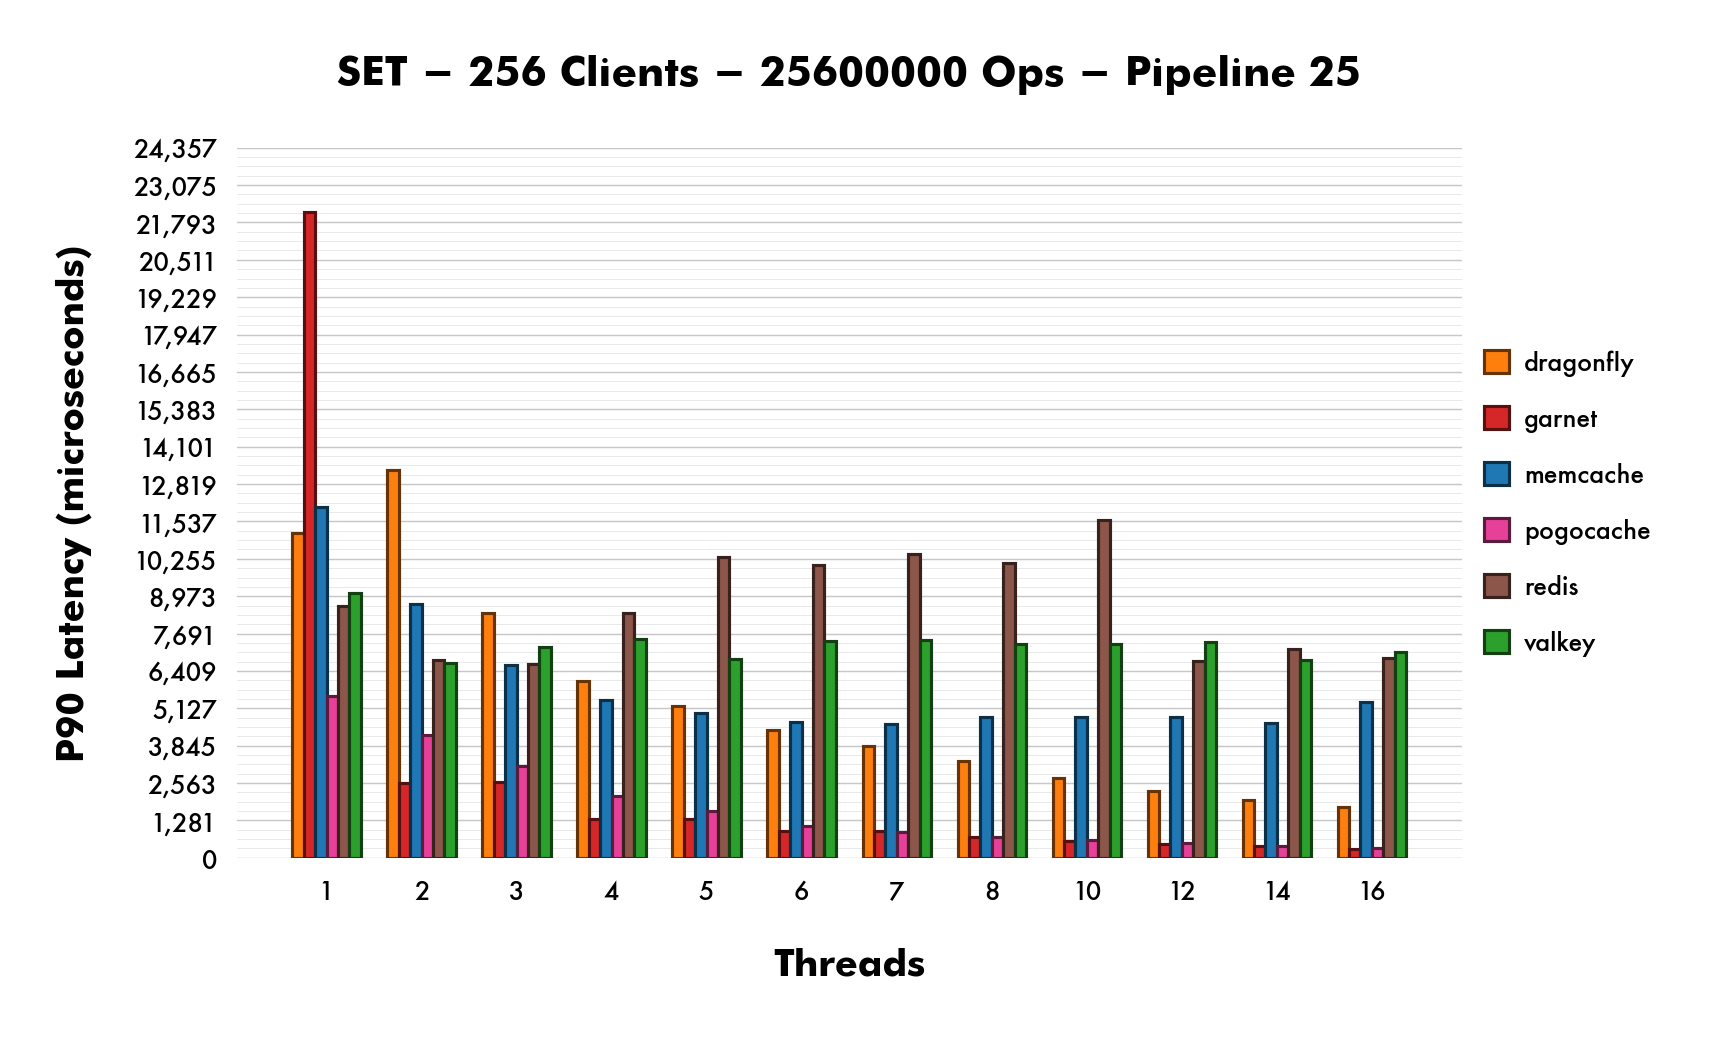 SET – 256 Clients – 25600000 Ops – Pipeline 25
P90 Latency (microseconds)
24,357
23,075
21,793
20,511
19,229
17,947
16,665
15,383
14,101
12,819
11,537
10,255
8,973
7,691
6,409
5,127
3,845
2,563
1,281
0
1 2 3 4 5 6 7 8 10 12 14 16
Threads
dragonfly
garnet
memcache
pogocache
redis
valkey